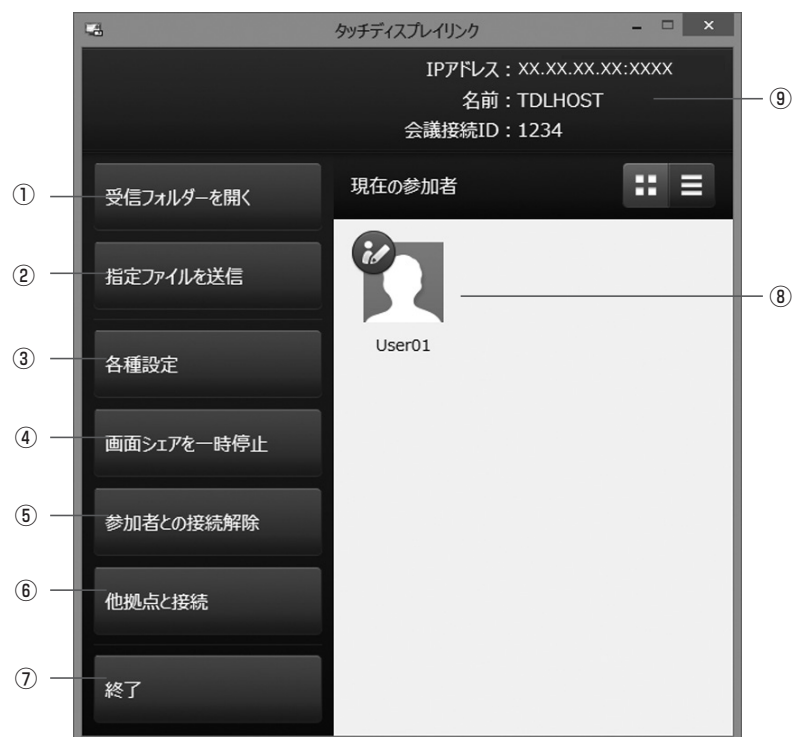 タッチディスプレイリンク
IPアドレス：XX.XX.XX.XX:XXXX
名前：TDLHOST
⑨
会議接続ID：1234
① 受信フォルダーを開く
現在の参加者
② 指定ファイルを送信
⑧
User01
③ 各種設定
④ 画面シェアを一時停止
⑤ 参加者との接続解除
⑥ 他拠点と接続
⑦ 終了